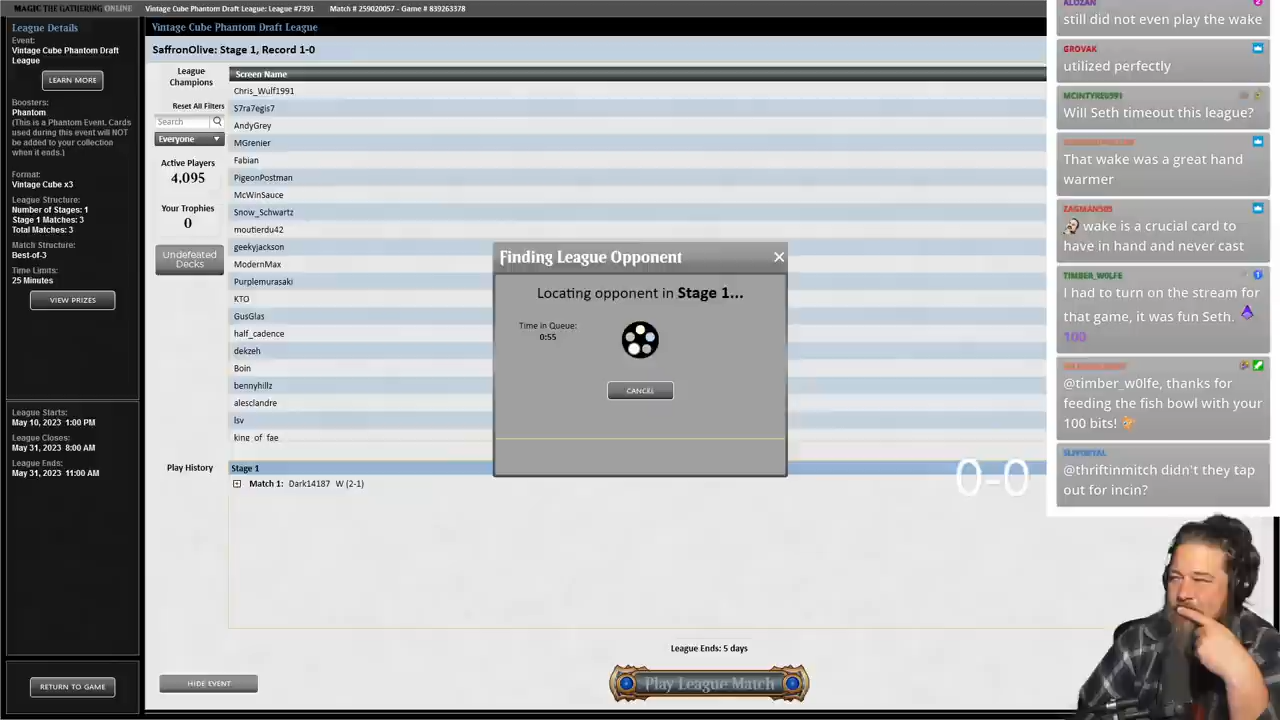 MAGIC THE GATHERING ONLINE
Vintage Cube Phantom Draft League: League #7391
Match # 259020057 - Game # 839263378
League Details
Event:
Vintage Cube Phantom Draft
League
LEARN MORE
Boosters:
Phantom
(This is a Phantom Event. Cards
used during this event will NOT
be added to your collection
when it ends.)
Format:
Vintage Cube x3
League Structure:
Number of Stages: 1
Stage 1 Matches: 3
Total Matches: 3
Match Structure:
Best-of-3
Time Limits:
25 Minutes
VIEW PRIZES
League Starts:
May 10, 2023 1:00 PM
League Closes:
May 31, 2023 8:00 AM
League Ends:
May 31, 2023 11:00 AM
RETURN TO GAME
Vintage Cube Phantom Draft League
SaffronOlive: Stage 1, Record 1-0
League
Champions
Reset All Filters
Search
Everyone
Active Players
4,095
Your Trophies
0
Undefeated
Decks
Screen Name
Chris_Wulf1991
S7ra7egis7
AndyGrey
MGrenier
Fabian
PigeonPostman
McWinSauce
Snow_Schwartz
moutierdu42
geekyjackson
ModernMax
Purplemurasaki
KTO
GusGlas
half_cadence
dekzeh
Boin
bennyhillz
alesclandre
lsv
king_of_fae
Play History
Stage 1
Match 1: Dark14187 W (2-1)
Finding League Opponent
Locating opponent in Stage 1...
Time in Queue:
0:55
CANCEL
0-0
League Ends: 5 days
HIDE EVENT
Play League Match
still did not even play the wake
GROVAK
utilized perfectly
MCINTYRE0991
Will Seth timeout this league?
That wake was a great hand
warmer
ZAGMAN505
wake is a crucial card to
have in hand and never cast
TIMBER_W0LFE
I had to turn on the stream for
that game, it was fun Seth.
100
@timber_w0lfe, thanks for
feeding the fish bowl with your
100 bits!
@thriftinmitch didn't they tap
out for incin?